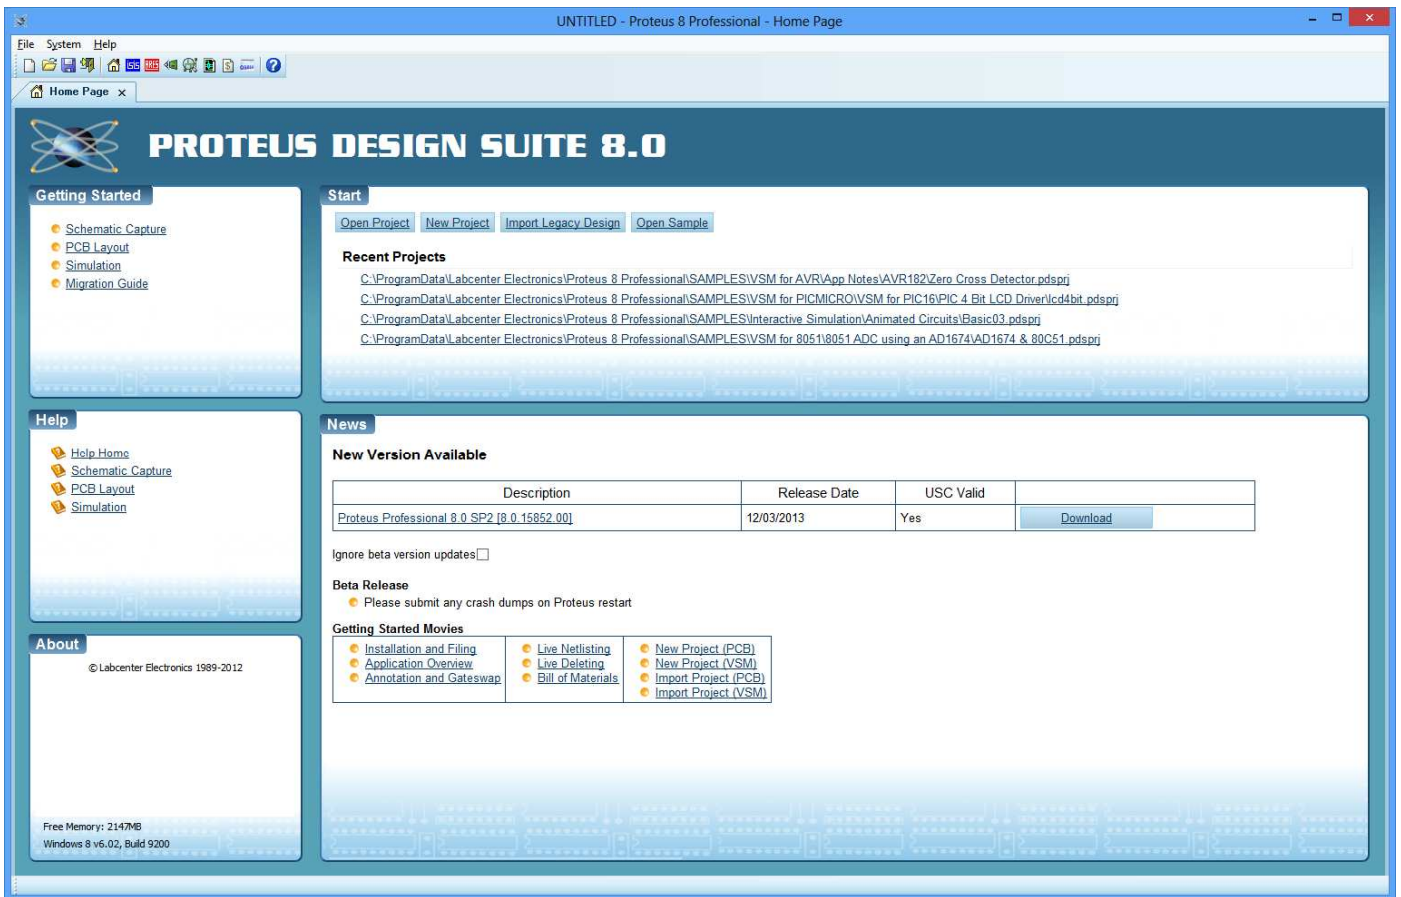 UNTITLED - Proteus 8 Professional - Home Page
File System Help
Home Page x
PROTEUS DESIGN SUITE 8.0
Getting Started
Schematic Capture
PCB Layout
Simulation
Migration Guide
Start
Open Project New Project Import Legacy Design Open Sample
Recent Projects
C:\ProgramData\Labcenter Electronics\Proteus 8 Professional\SAMPLES\VSM for AVR\App Notes\AVR182\Zero Cross Detector.pdsprj
C:\ProgramData\Labcenter Electronics\Proteus 8 Professional\SAMPLES\VSM for PICMICRO\VSM for PIC16\PIC 4 Bit LCD Driver\lcd4bit.pdsprj
C:\ProgramData\Labcenter Electronics\Proteus 8 Professional\SAMPLES\Interactive Simulation\Animated Circuits\Basic03.pdsprj
C:\ProgramData\Labcenter Electronics\Proteus 8 Professional\SAMPLES\VSM for 8051\8051 ADC using an AD1674\AD1674 & 80C51.pdsprj
Help
Help Home
Schematic Capture
PCB Layout
Simulation
News
New Version Available
Description Release Date USC Valid
Proteus Professional 8.0 SP2 [8.0.15852.00] 12/03/2013 Yes Download
Ignore beta version updates
Beta Release
Please submit any crash dumps on Proteus restart
Getting Started Movies
Installation and Filing Live Netlisting New Project (PCB)
Application Overview Live Deleting New Project (VSM)
Annotation and Gateswap Bill of Materials Import Project (PCB)
Import Project (VSM)
About
© Labcenter Electronics 1989-2012
Free Memory: 2147MB
Windows 8 v6.02, Build 9200